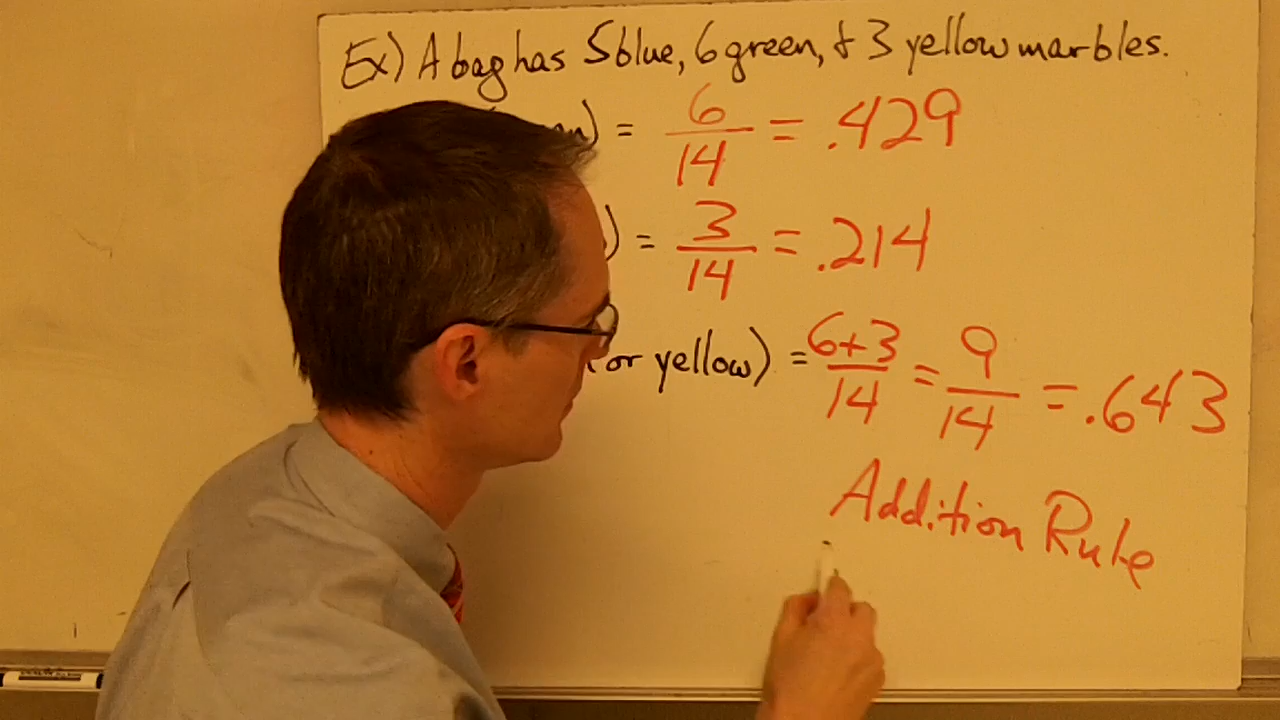 Ex) A bag has 5 blue, 6 green, & 3 yellow marbles.
) = 6/14 = .429
) = 3/14 = .214
or yellow) = 6+3/14 = 9/14 = .643
Addition Rule